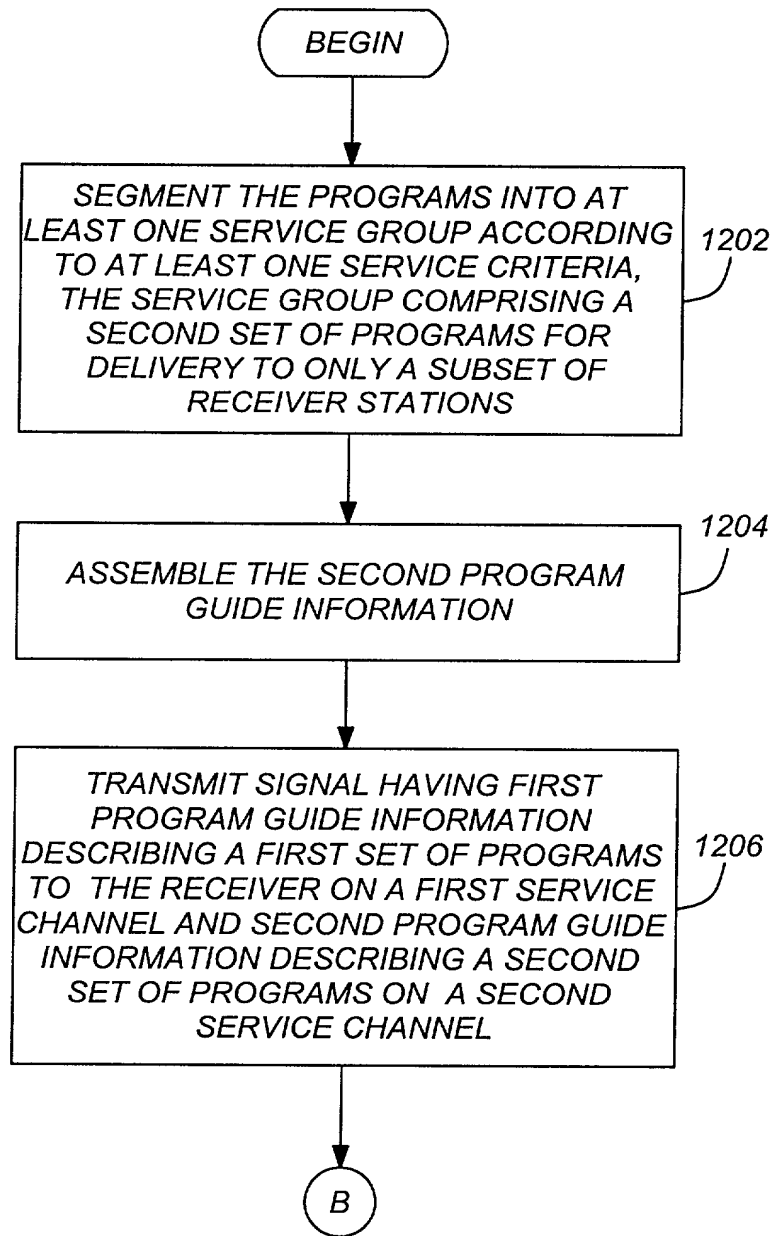 BEGIN
SEGMENT THE PROGRAMS INTO AT
LEAST ONE SERVICE GROUP ACCORDING
TO AT LEAST ONE SERVICE CRITERIA,
THE SERVICE GROUP COMPRISING A
SECOND SET OF PROGRAMS FOR
DELIVERY TO ONLY A SUBSET OF
RECEIVER STATIONS
1202
ASSEMBLE THE SECOND PROGRAM
GUIDE INFORMATION
1204
TRANSMIT SIGNAL HAVING FIRST
PROGRAM GUIDE INFORMATION
DESCRIBING A FIRST SET OF PROGRAMS
TO THE RECEIVER ON A FIRST SERVICE
CHANNEL AND SECOND PROGRAM GUIDE
INFORMATION DESCRIBING A SECOND
SET OF PROGRAMS ON A SECOND
SERVICE CHANNEL
1206
B